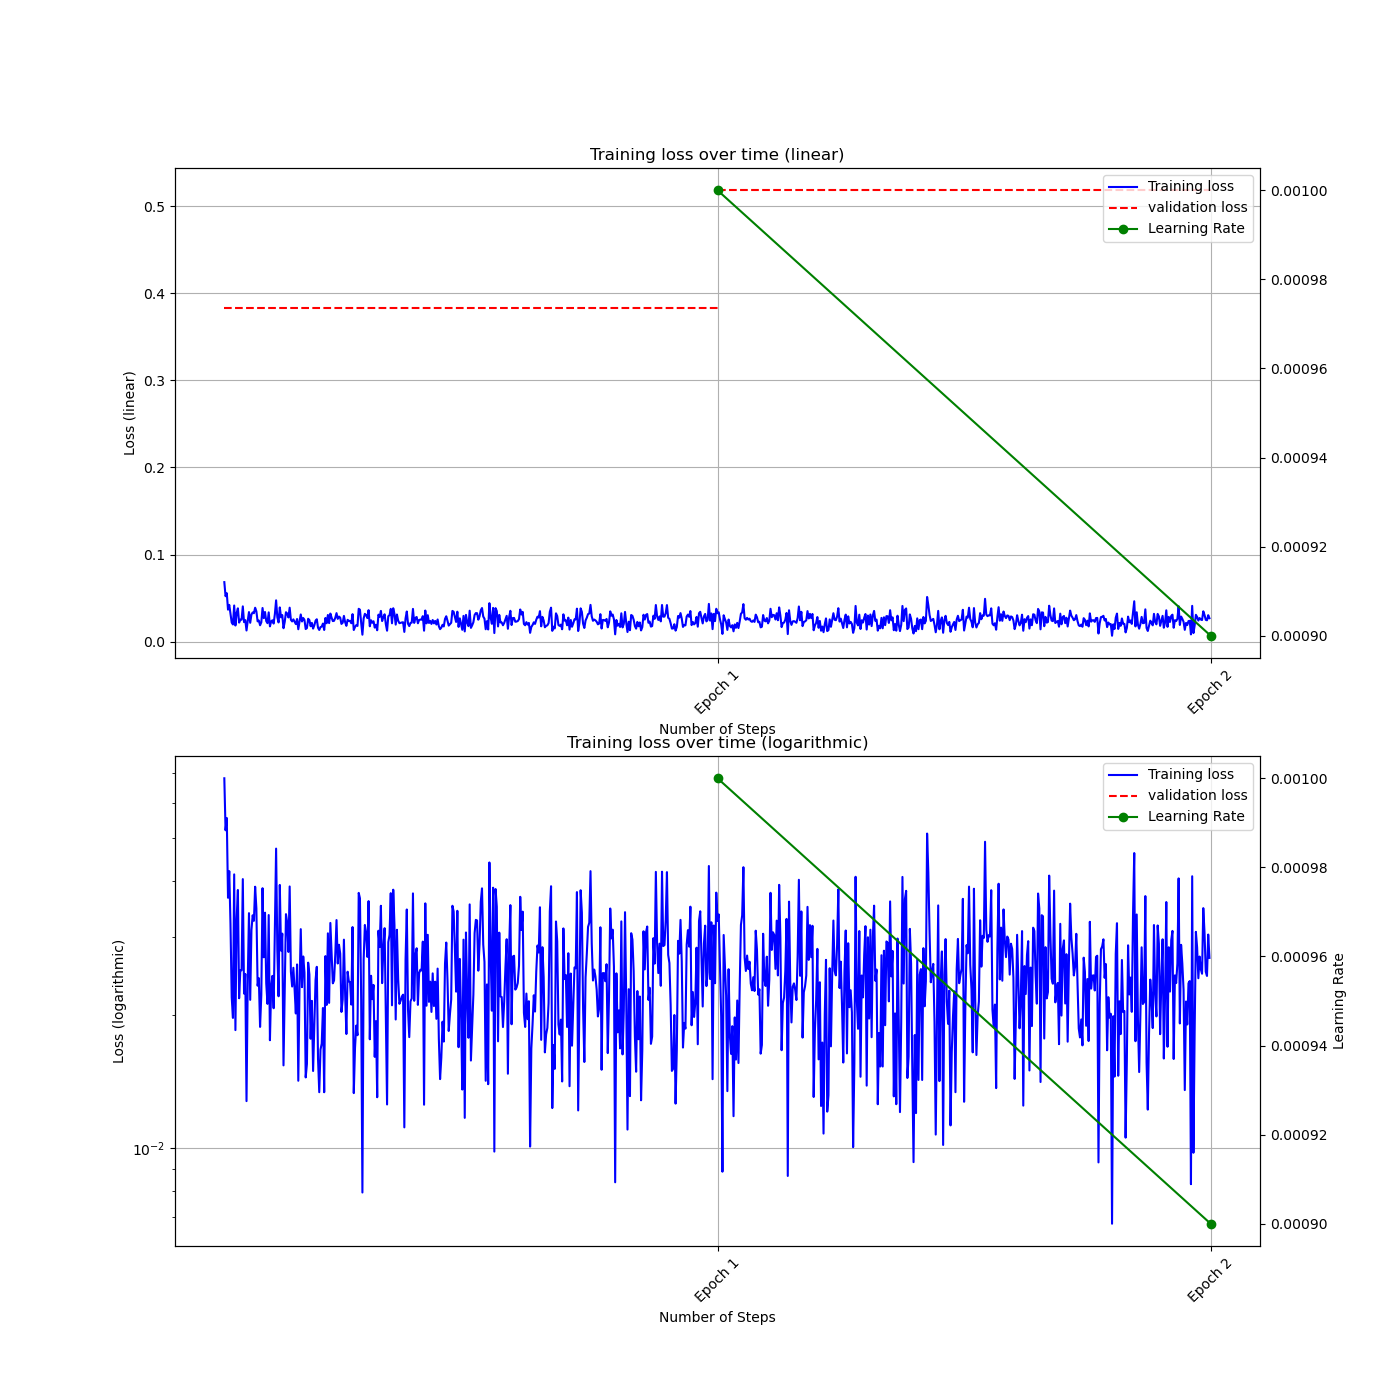 Training loss over time (linear)
Training loss
validation loss
Learning Rate
0.5
0.4
0.3
0.2
0.1
0.0
Loss (linear)
0.00100
0.00098
0.00096
0.00094
0.00092
0.00090
Epoch 1
Epoch 2
Number of Steps
Training loss over time (logarithmic)
Training loss
validation loss
Learning Rate
10⁻²
Loss (logarithmic)
0.00100
0.00098
0.00096
0.00094
0.00092
0.00090
Learning Rate
Epoch 1
Epoch 2
Number of Steps